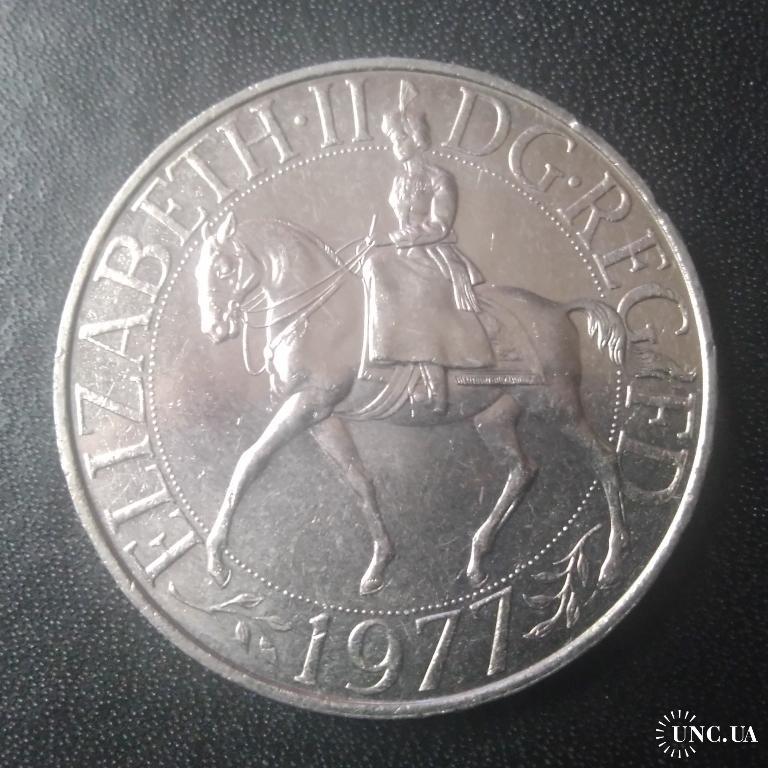 ELIZABETH·II DG·REG FD
1977
UNC.UA